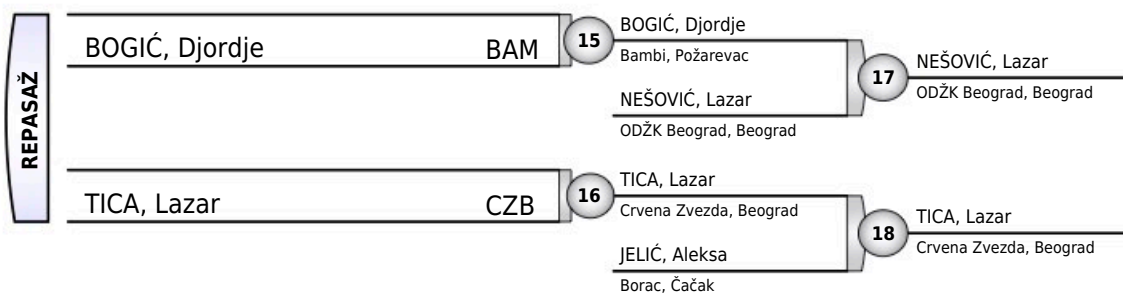 REPASAŽ
BOGIĆ, Djordje BAM
15
BOGIĆ, Djordje
Bambi, Požarevac
NEŠOVIĆ, Lazar
ODŽK Beograd, Beograd
17
NEŠOVIĆ, Lazar
ODŽK Beograd, Beograd
TICA, Lazar CZB
16
TICA, Lazar
Crvena Zvezda, Beograd
JELIĆ, Aleksa
Borac, Čačak
18
TICA, Lazar
Crvena Zvezda, Beograd